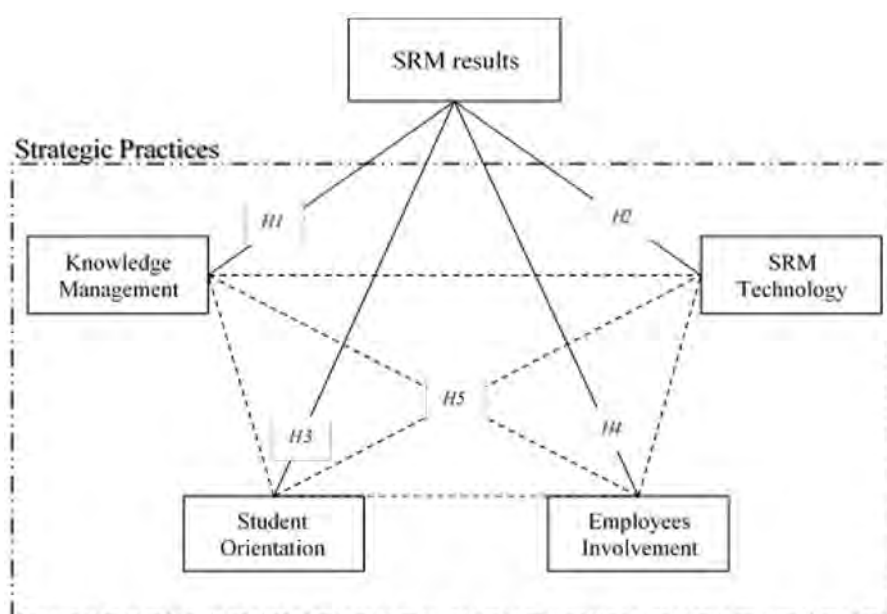 SRM results
Strategic Practices
H1
H2
Knowledge
Management
SRM
Technology
H5
H3
H4
Student
Orientation
Employees
Involvement